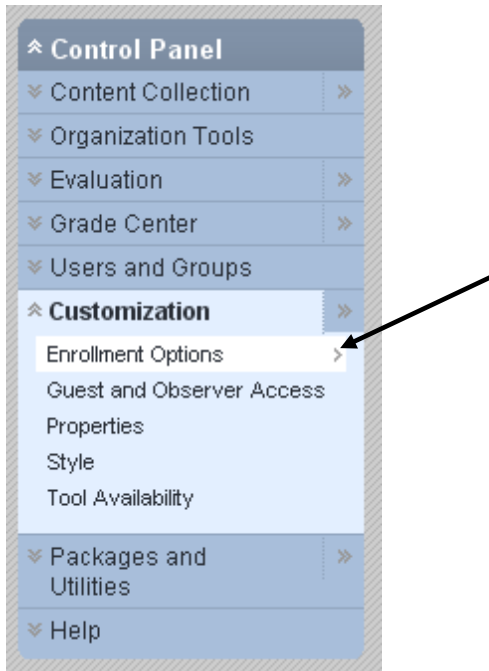 Control Panel
Content Collection
Organization Tools
Evaluation
Grade Center
Users and Groups
Customization
Enrollment Options
Guest and Observer Access
Properties
Style
Tool Availability
Packages and
Utilities
Help